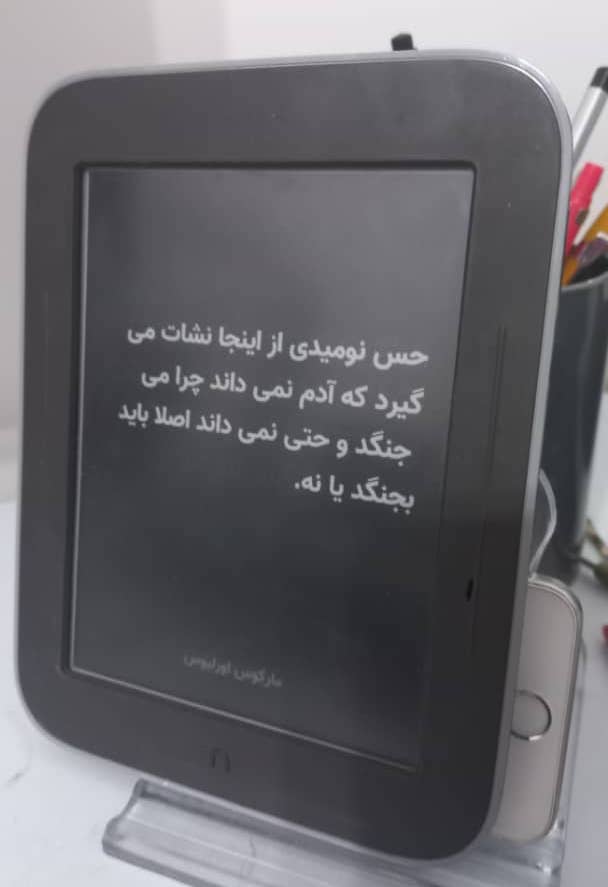 حس نومیدی از اینجا نشات می
گیرد که آدم نمی داند چرا می
جنگد و حتی نمی داند اصلا باید
بجنگد یا نه.
مارکوس اورلیوس